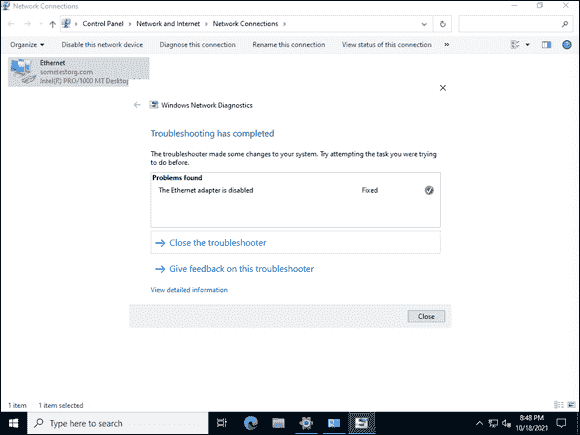 Network Connections
Control Panel > Network and Internet > Network Connections >
Organize Disable this network device Diagnose this connection Rename this connection View status of this connection »
Ethernet
sometestorg.com
Intel(R) PRO/1000 MT Desktop
Windows Network Diagnostics
Troubleshooting has completed
The troubleshooter made some changes to your system. Try attempting the task you were trying
to do before.
Problems found
The Ethernet adapter is disabled Fixed
Close the troubleshooter
Give feedback on this troubleshooter
View detailed information
Close
1 item 1 item selected
Type here to search
8:48 PM
10/18/2021